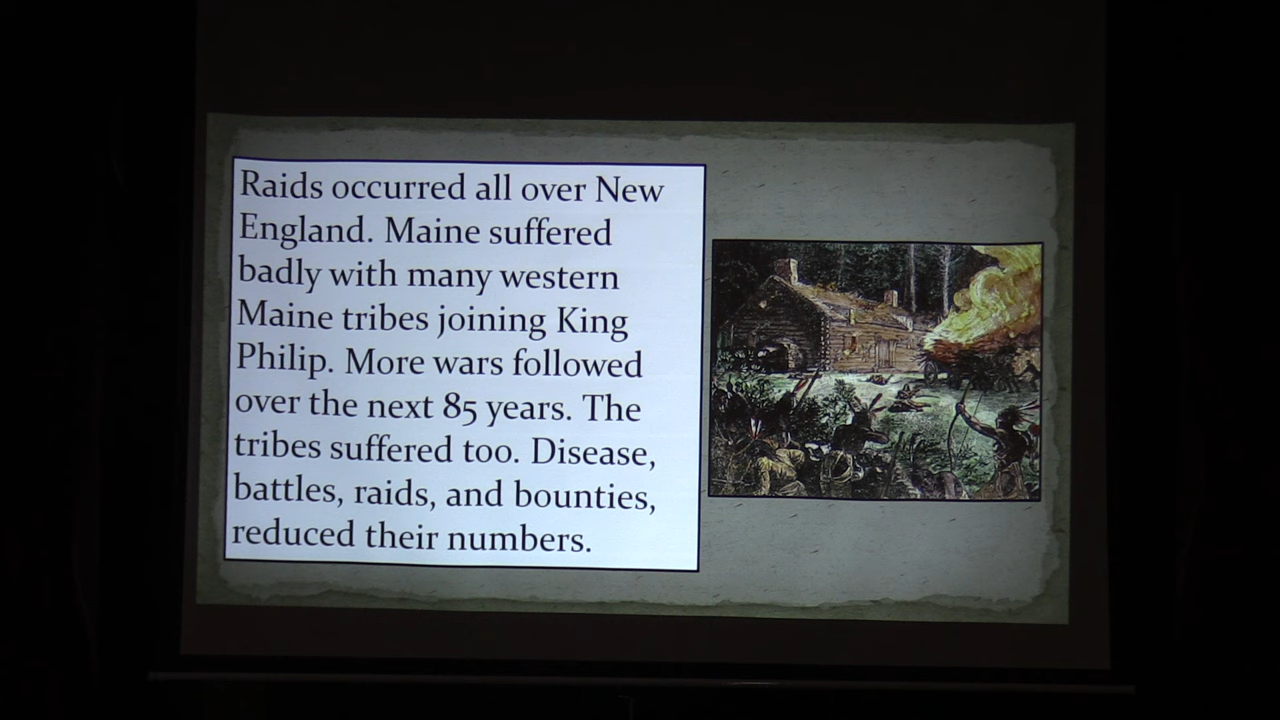 Raids occurred all over New
England. Maine suffered
badly with many western
Maine tribes joining King
Philip. More wars followed
over the next 85 years. The
tribes suffered too. Disease,
battles, raids, and bounties,
reduced their numbers.